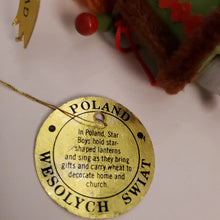 POLAND
In Poland, Star
Boys hold star-
shaped lanterns
and sing as they bring
gifts and carry wheat to
decorate home and
church.
WESOLYCH SWIAT